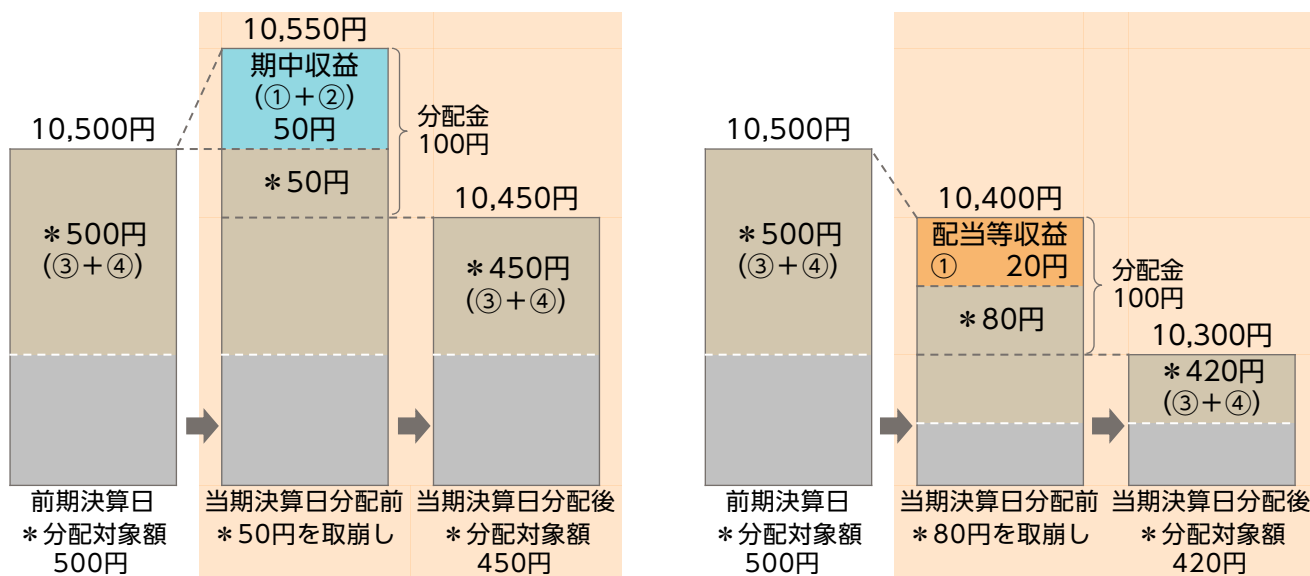 10,550円
期中収益
(①＋②)
50円
分配金
100円
10,500円
＊50円
10,450円
＊500円
(③＋④)
＊450円
(③＋④)
前期決算日
＊分配対象額
500円
当期決算日分配前
＊50円を取崩し
当期決算日分配後
＊分配対象額
450円
10,500円
10,400円
配当等収益
① 20円
分配金
100円
＊500円
(③＋④)
＊80円
10,300円
＊420円
(③＋④)
前期決算日
＊分配対象額
500円
当期決算日分配前
＊80円を取崩し
当期決算日分配後
＊分配対象額
420円